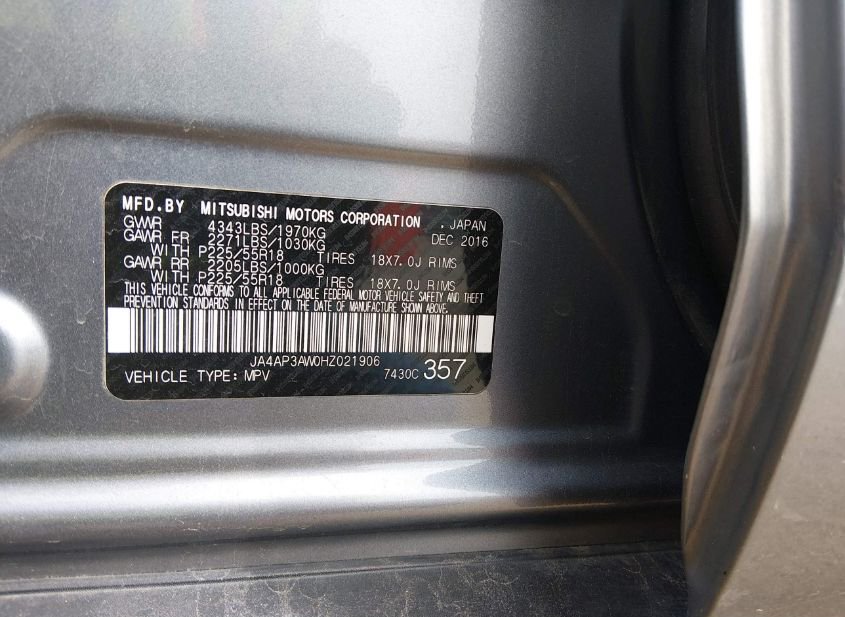 MFD.BY MITSUBISHI MOTORS CORPORATION . JAPAN
GVWR 4343LBS/1970KG DEC 2016
GAWR FR 2271LBS/1030KG
WITH P225/55R18 TIRES 18X7.0J RIMS
GAWR RR 2205LBS/1000KG
WITH P225/55R18 TIRES 18X7.0J RIMS
THIS VEHICLE CONFORMS TO ALL APPLICABLE FEDERAL MOTOR VEHICLE SAFETY AND THEFT
PREVENTION STANDARDS IN EFFECT ON THE DATE OF MANUFACTURE SHOWN ABOVE.
JA4AP3AW0HZ021906
VEHICLE TYPE: MPV 7430C 357